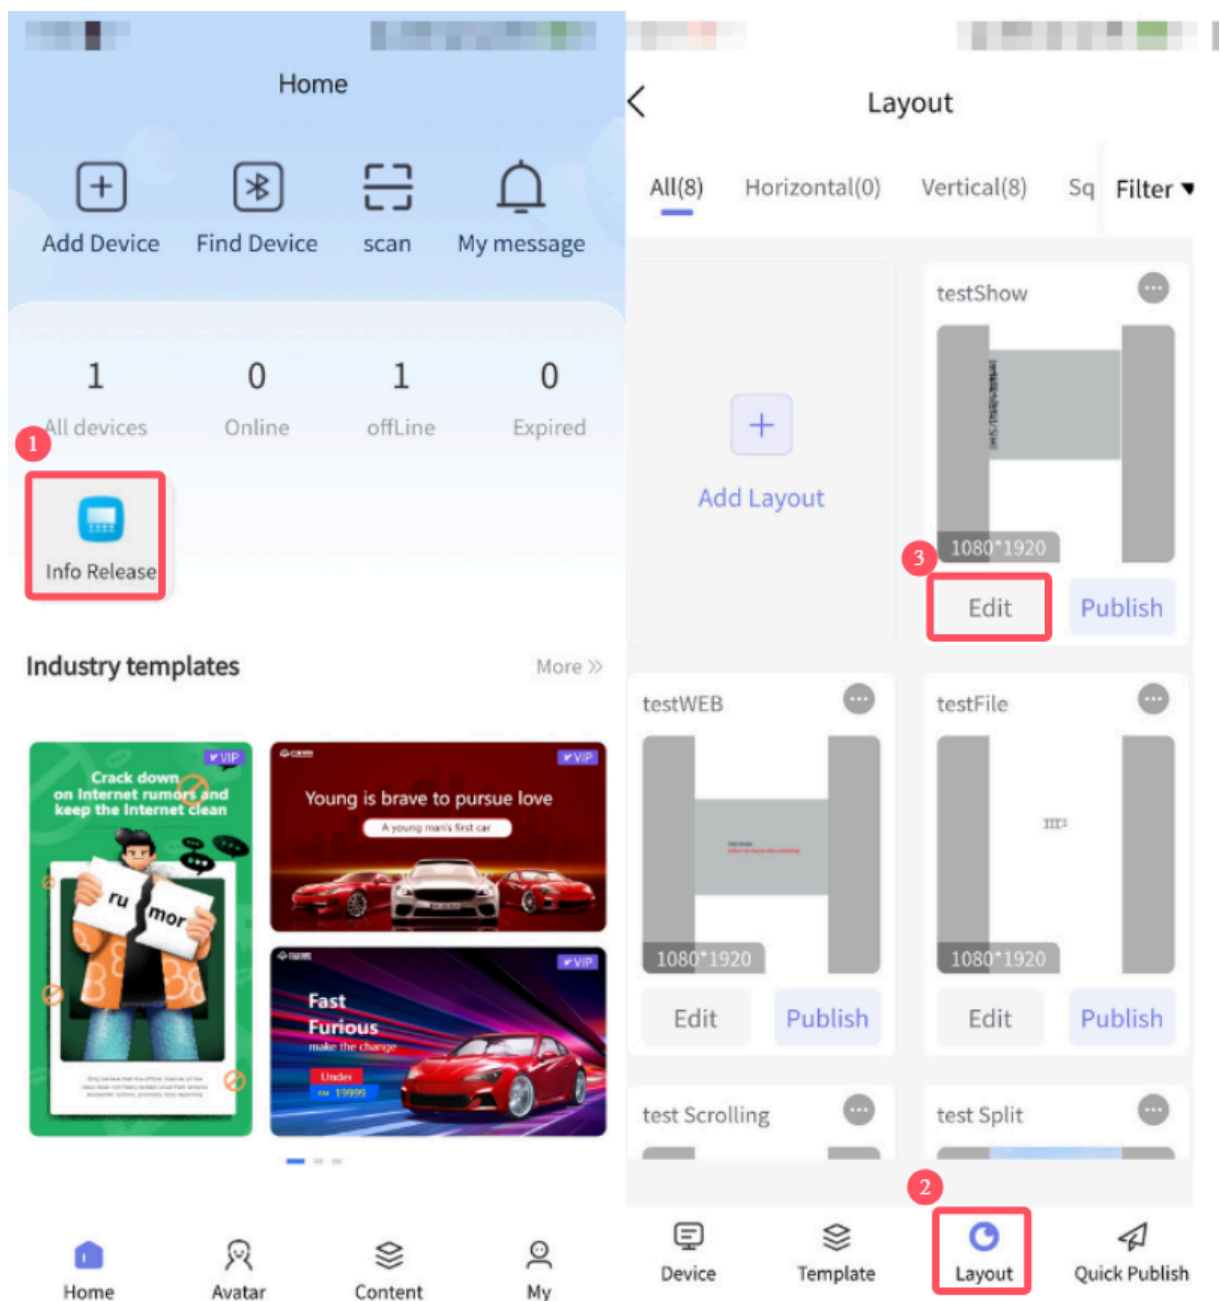 Home
Add Device
Find Device
scan
My message
1
0
1
0
All devices
Online
offLine
Expired
1
Info Release
Industry templates
More »
VIP
Crack down
on Internet rumors and
keep the Internet clean
ru
mor
VIP
Young is brave to pursue love
A young man's first car
VIP
Fast
Furious
make the change
Under
19999
Home
Avatar
Content
My
Layout
All(8)
Horizontal(0)
Vertical(8)
Sq
Filter
Add Layout
testShow
1080*1920
3
Edit
Publish
testWEB
1080*1920
Edit
Publish
testFile
1080*1920
Edit
Publish
test Scrolling
test Split
2
Device
Template
Layout
Quick Publish